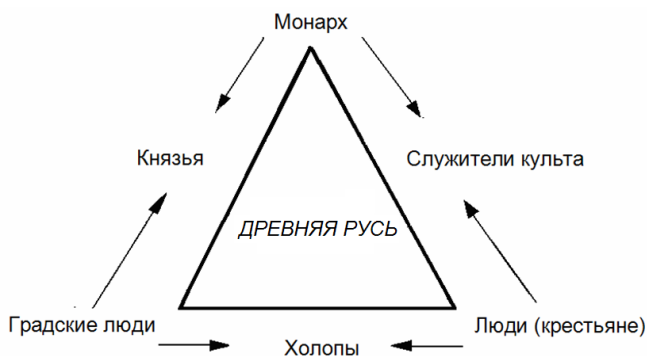 Монарх
Князья
Служители культа
ДРЕВНЯЯ РУСЬ
Градские люди
Люди (крестьяне)
Холопы